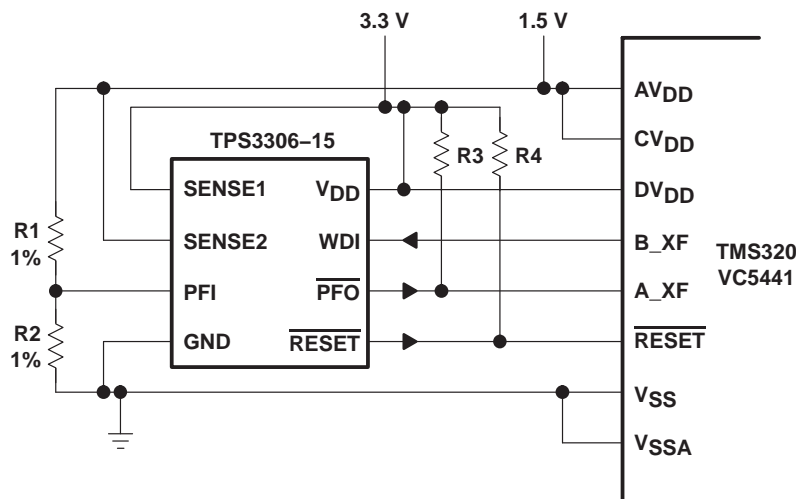 3.3 V
1.5 V
AVDD
CVDD
TPS3306–15
R3
R4
SENSE1
VDD
DVDD
R1
1%
SENSE2
WDI
B_XF
TMS320
VC5441
PFI
PFO
A_XF
R2
1%
GND
RESET
RESET
VSS
VSSA